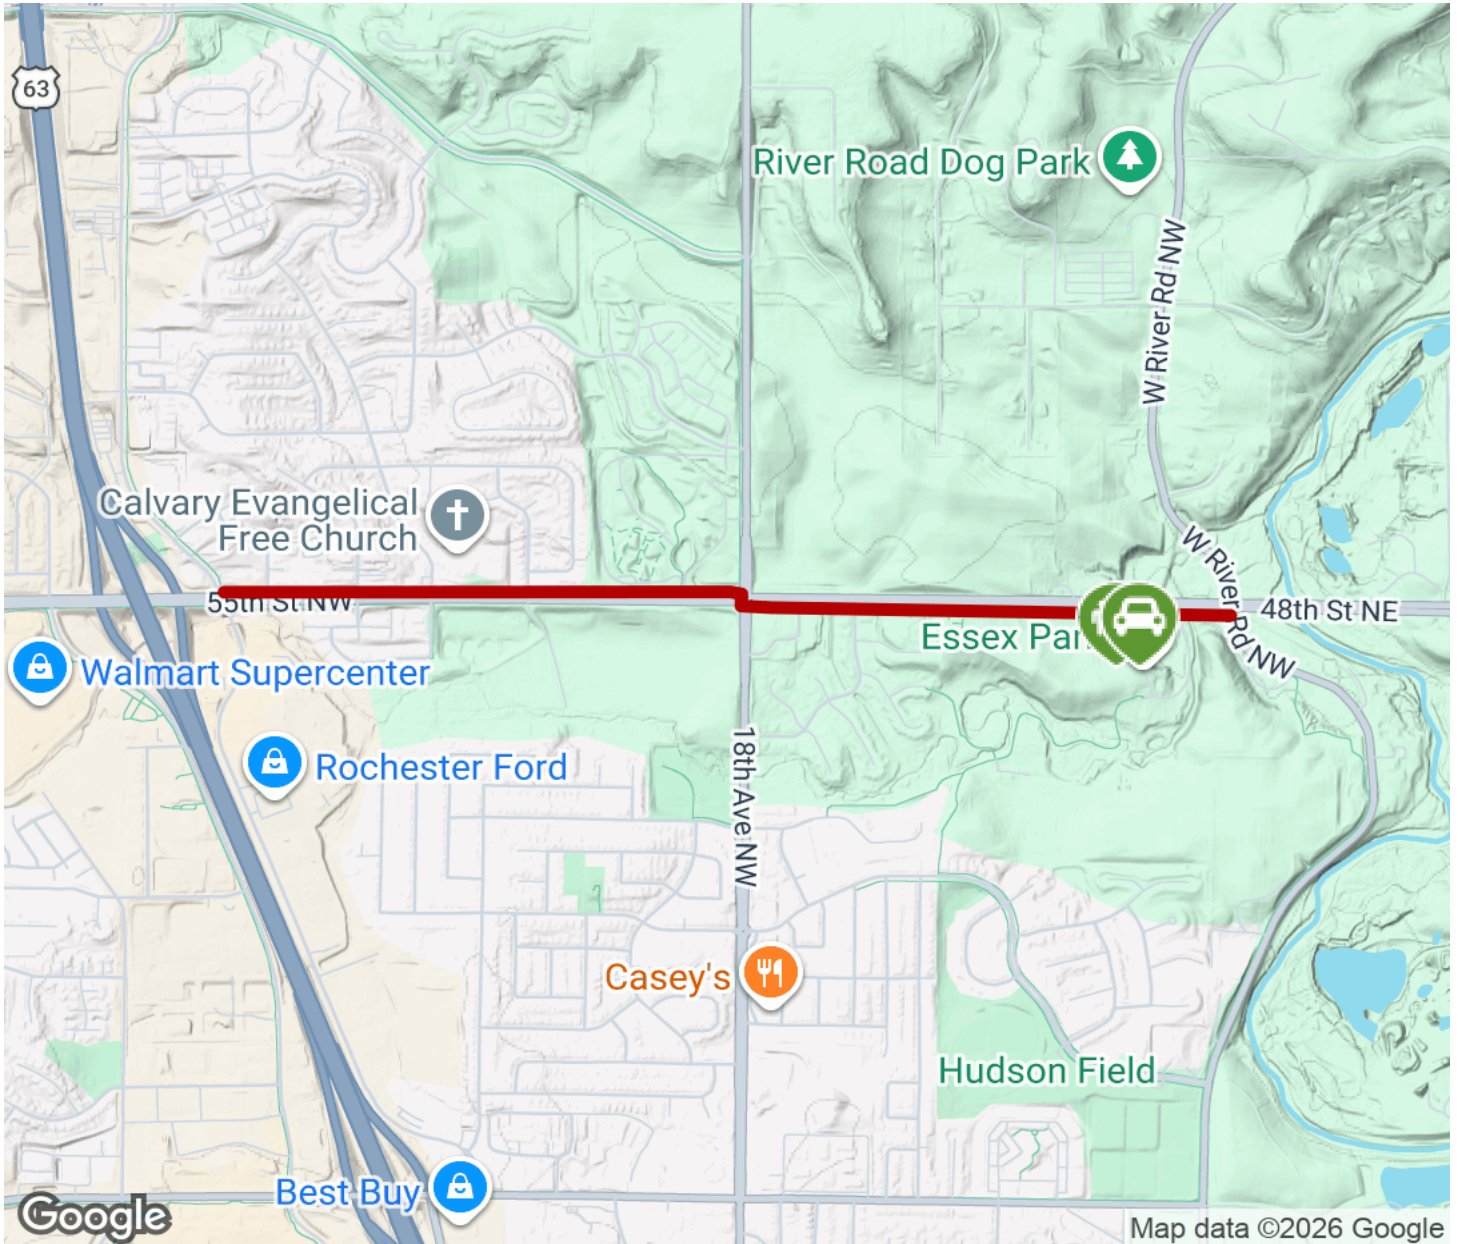 63
River Road Dog Park
W River Rd NW
Calvary Evangelical
Free Church
W River Rd NW
55th St NW
48th St NE
Essex Par
Walmart Supercenter
Rochester Ford
18th Ave NW
Casey's
Hudson Field
Best Buy
Google
Map data ©2026 Google